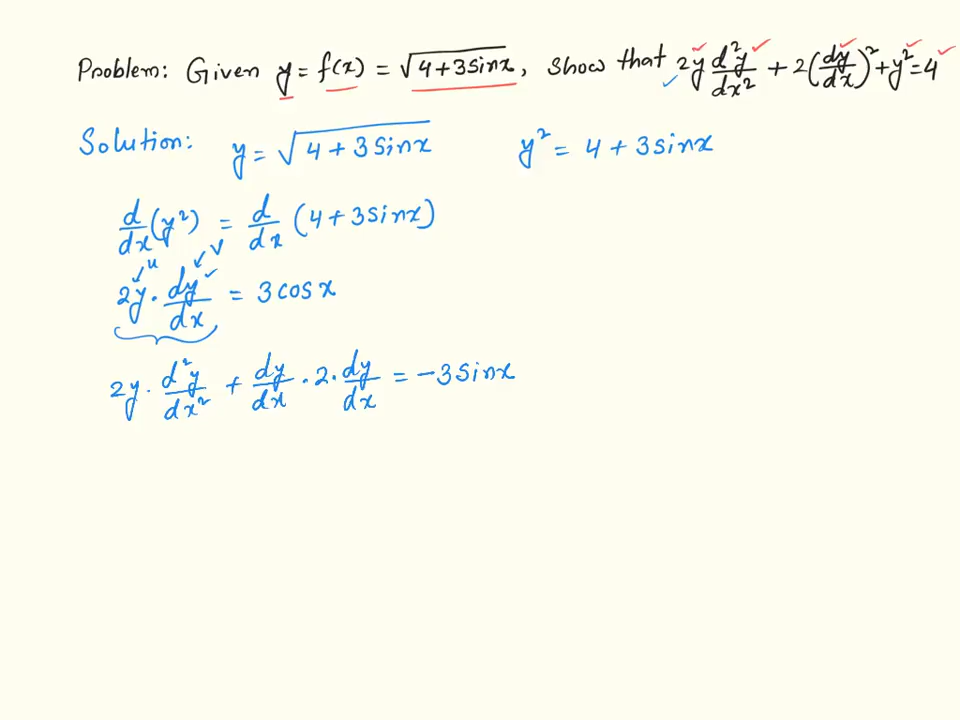 Problem: Given y = f(x) = √(4+3sinx), show that 2y d²y/dx² + 2(dy/dx)² + y² = 4
Solution: y = √(4+3sinx) y² = 4+3sinx
d/dx(y²) = d/dx (4+3sinx)
u v
2y · dy/dx = 3cosx
2y · d²y/dx² + dy/dx · 2 · dy/dx = -3sinx